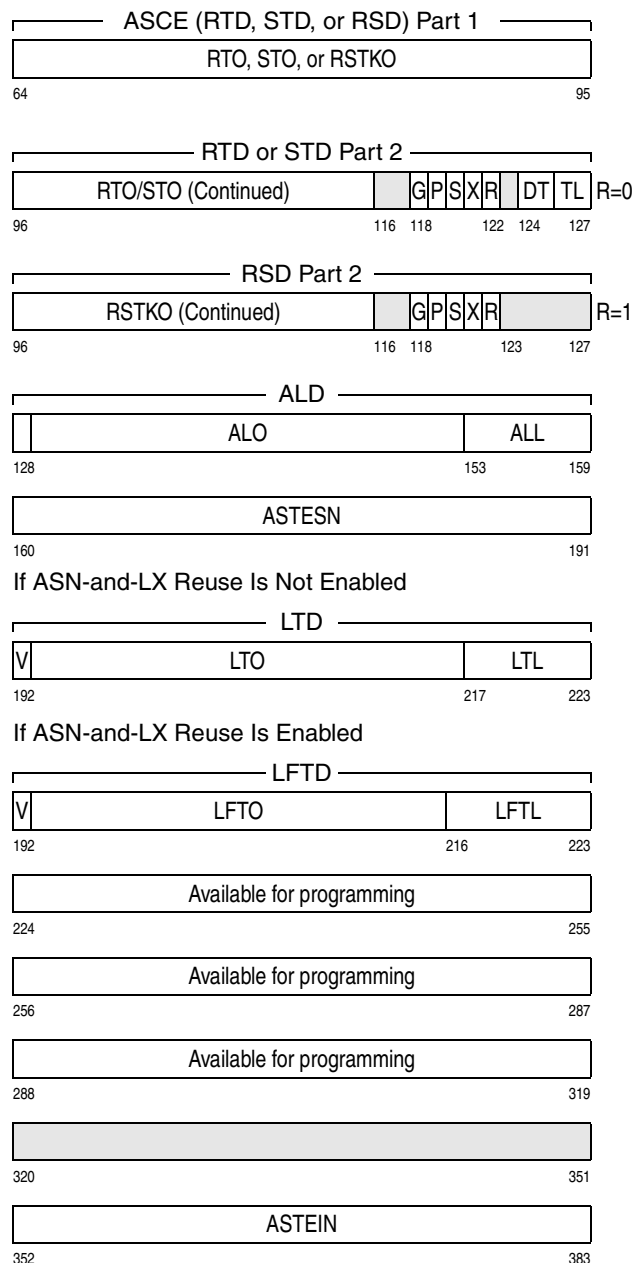 ASCE (RTD, STD, or RSD) Part 1
RTO, STO, or RSTKO
64 95
RTD or STD Part 2
RTO/STO (Continued) G P S X R DT TL R=0
96 116 118 122 124 127
RSD Part 2
RSTKO (Continued) G P S X R R=1
96 116 118 123 127
ALD
ALO ALL
128 153 159
ASTESN
160 191
If ASN-and-LX Reuse Is Not Enabled
LTD
V LTO LTL
192 217 223
If ASN-and-LX Reuse Is Enabled
LFTD
V LFTO LFTL
192 216 223
Available for programming
224 255
Available for programming
256 287
Available for programming
288 319
320 351
ASTEIN
352 383